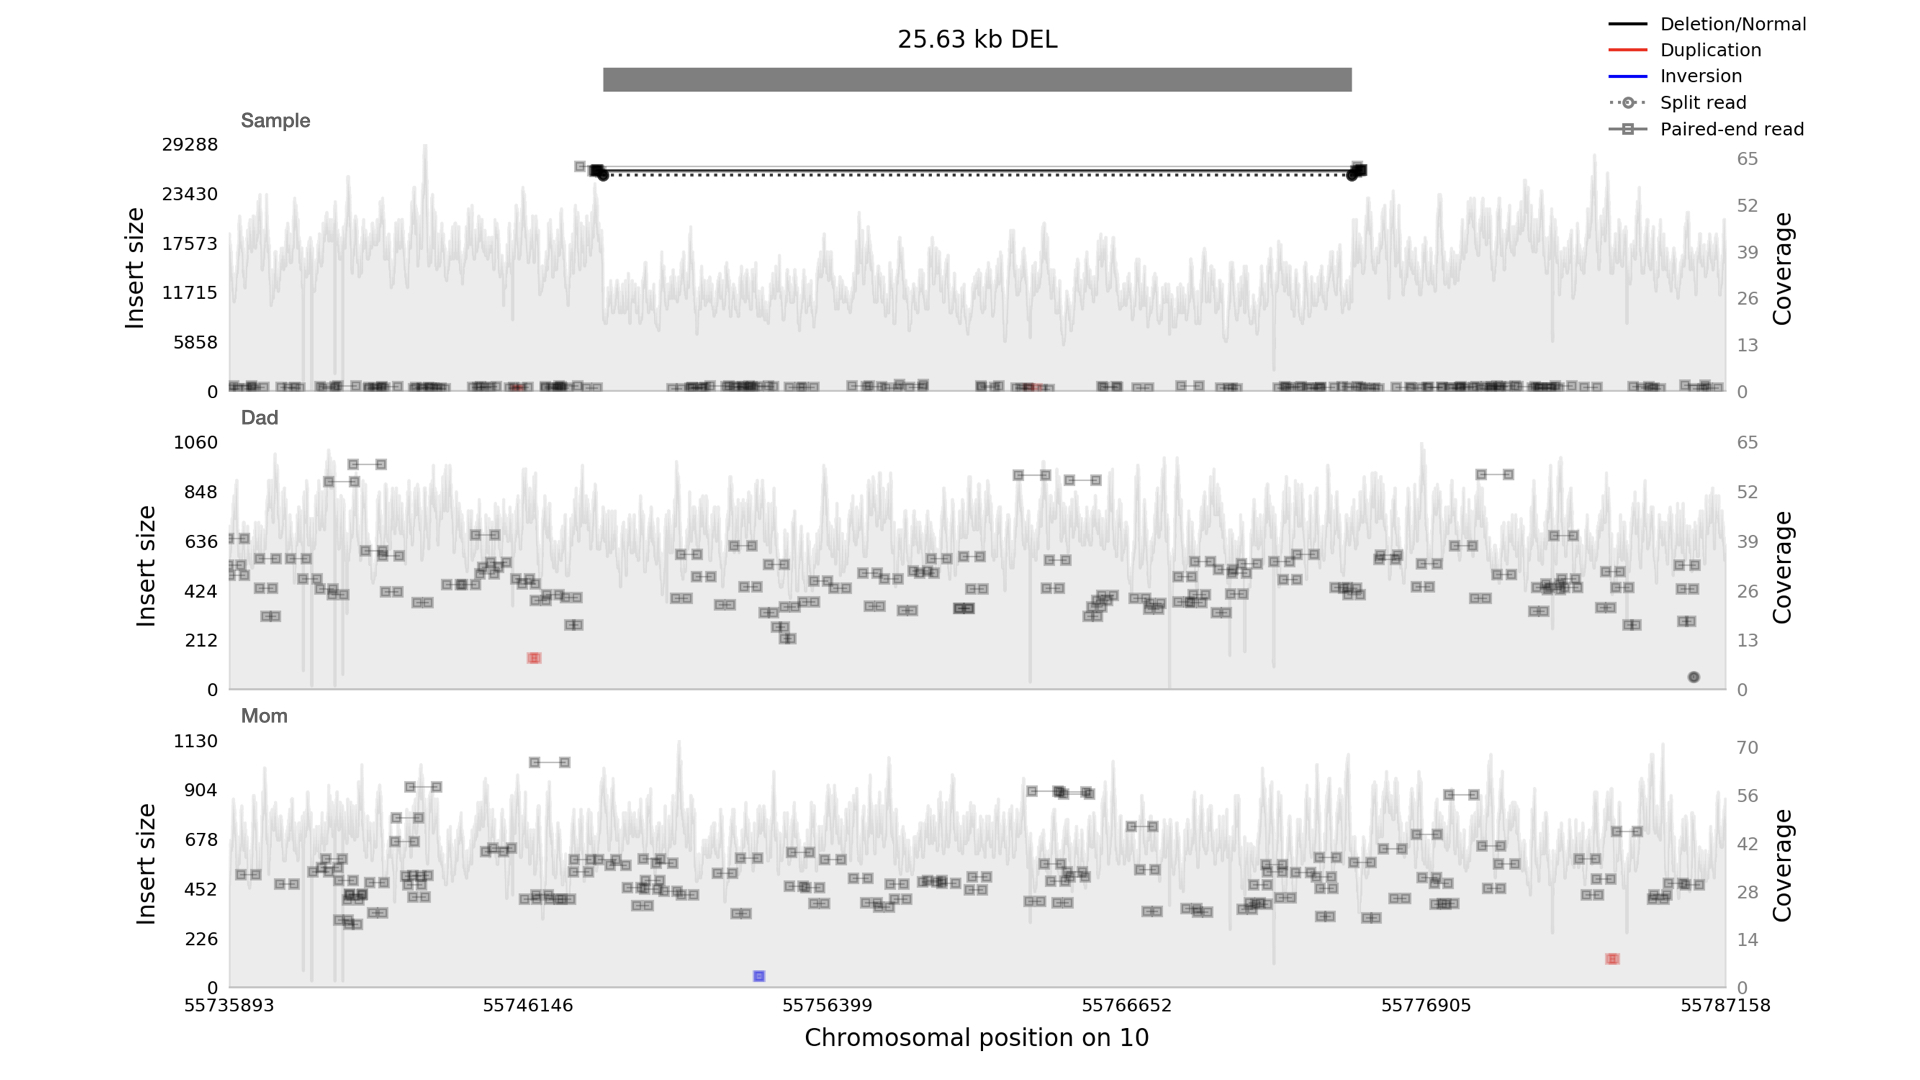 25.63 kb DEL
Deletion/Normal
Duplication
Inversion
Split read
Paired-end read
Sample
29288
23430
17573
11715
5858
0
Insert size
65
52
39
26
13
0
Coverage
Dad
1060
848
636
424
212
0
Insert size
65
52
39
26
13
0
Coverage
Mom
1130
904
678
452
226
0
Insert size
70
56
42
28
14
0
Coverage
55735893 55746146 55756399 55766652 55776905 55787158
Chromosomal position on 10